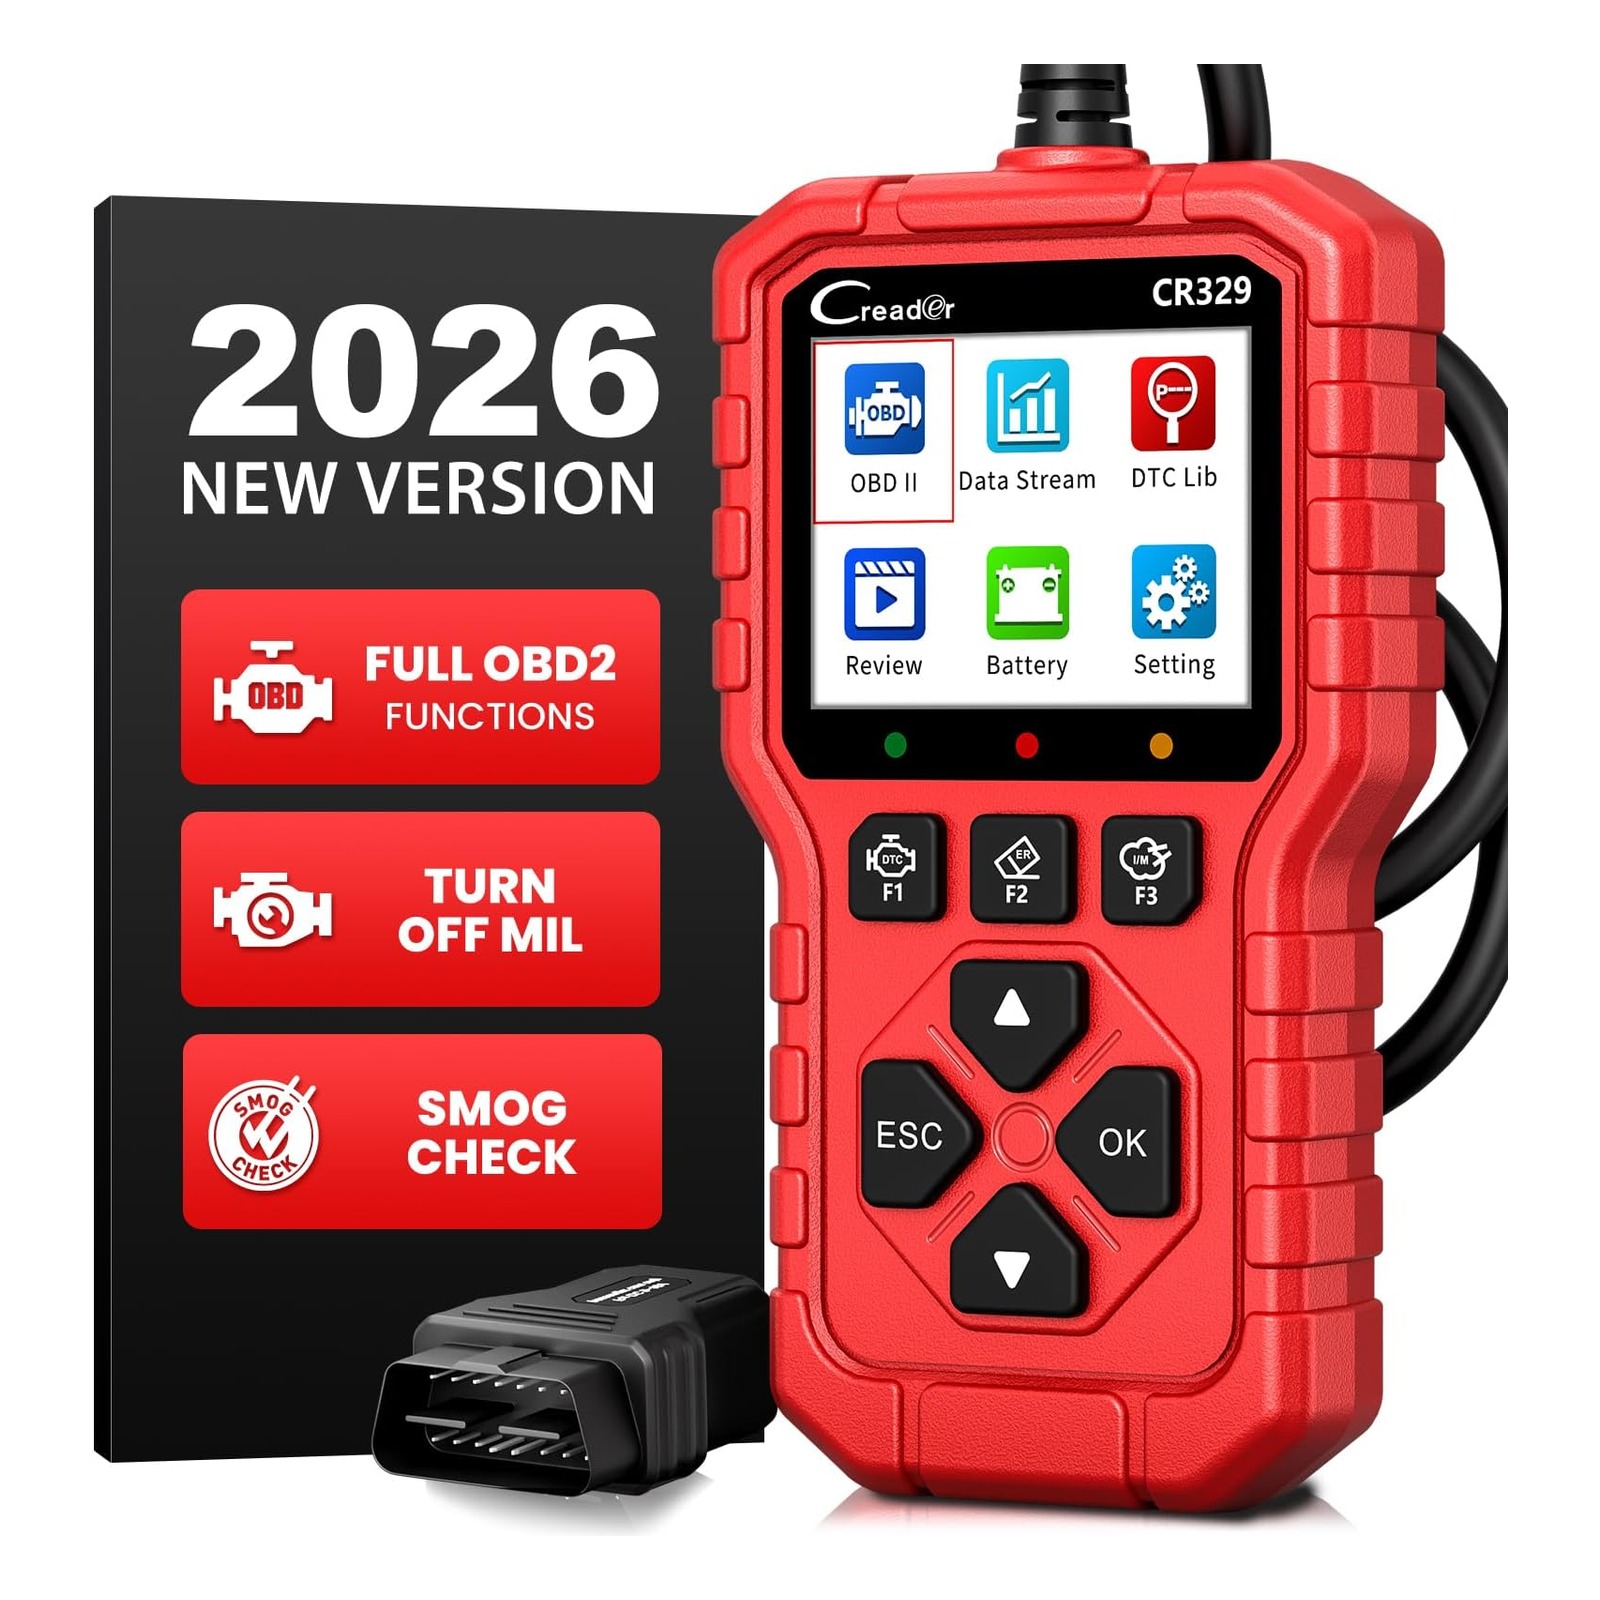 2026
NEW VERSION
OBD
FULL OBD2
FUNCTIONS
TURN
OFF MIL
SMOG
CHECK
SMOG
CHECK
Creader
CR329
OBD
P---
OBD II
Data Stream
DTC Lib
Review
Battery
Setting
DTC
F1
ER
F2
I/M
F3
ESC
OK